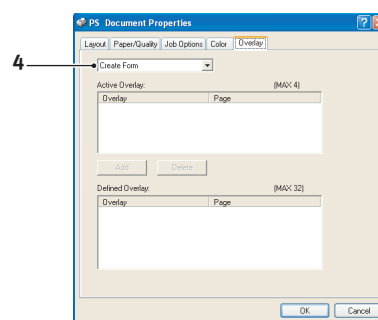 PS Document Properties
Layout Paper/Quality Job Options Color Overlay
4
Create Form
Active Overlay: (MAX 4)
Overlay Page
Add Delete
Defined Overlay: (MAX 32)
Overlay Page
OK Cancel